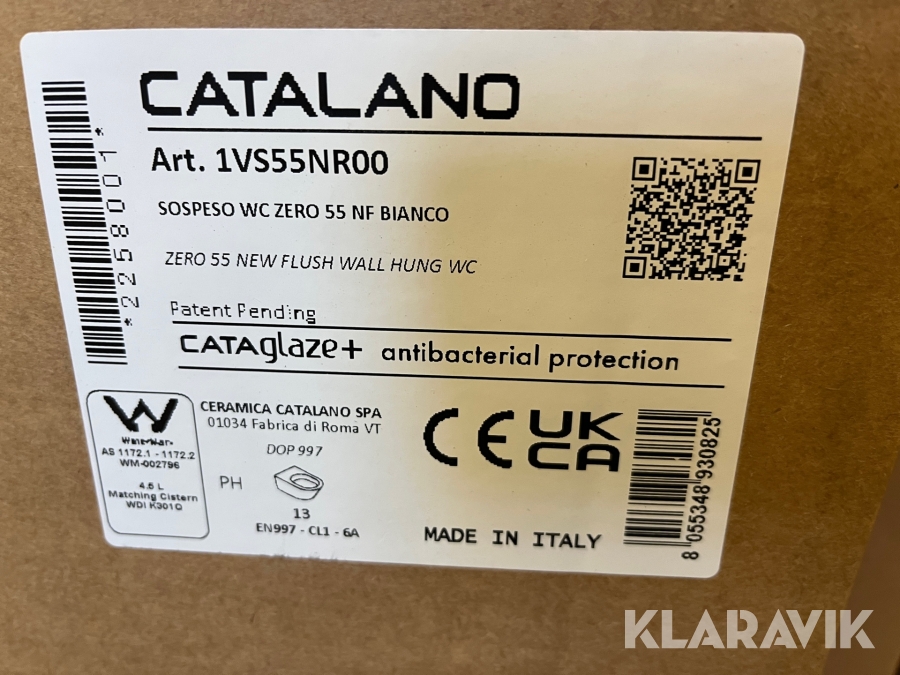 CATALANO
Art. 1VS55NR00
SOSPESO WC ZERO 55 NF BIANCO
ZERO 55 NEW FLUSH WALL HUNG WC
Patent Pending
CATAglaze+ antibacterial protection
*2258001*
W
WaterMark
AS 1172.1 - 1172.2
WM-002796
4.5 L
Matching Cistern
WDI K301Q
CERAMICA CATALANO SPA
01034 Fabrica di Roma VT
DOP 997
PH
13
EN997 - CL1 - 6A
CE
UK
CA
MADE IN ITALY
8 055348 930825
KLARAVIK